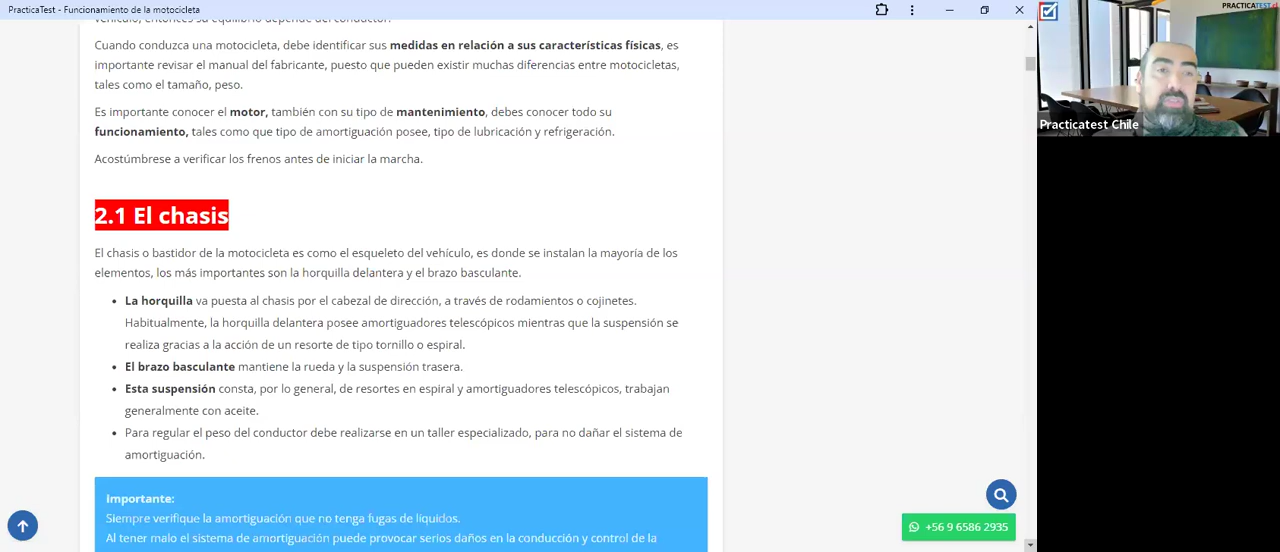 PracticaTest - Funcionamiento de la motocicleta
vehículo, entonces su equilibrio depende del conductor.
Cuando conduzca una motocicleta, debe identificar sus medidas en relación a sus características físicas, es
importante revisar el manual del fabricante, puesto que pueden existir muchas diferencias entre motocicletas,
tales como el tamaño, peso.
Es importante conocer el motor, también con su tipo de mantenimiento, debes conocer todo su
funcionamiento, tales como que tipo de amortiguación posee, tipo de lubricación y refrigeración.
Acostúmbrese a verificar los frenos antes de iniciar la marcha.
2.1 El chasis
El chasis o bastidor de la motocicleta es como el esqueleto del vehículo, es donde se instalan la mayoría de los
elementos, los más importantes son la horquilla delantera y el brazo basculante.
La horquilla va puesta al chasis por el cabezal de dirección, a través de rodamientos o cojinetes.
Habitualmente, la horquilla delantera posee amortiguadores telescópicos mientras que la suspensión se
realiza gracias a la acción de un resorte de tipo tornillo o espiral.
El brazo basculante mantiene la rueda y la suspensión trasera.
Esta suspensión consta, por lo general, de resortes en espiral y amortiguadores telescópicos, trabajan
generalmente con aceite.
Para regular el peso del conductor debe realizarse en un taller especializado, para no dañar el sistema de
amortiguación.
Importante:
Siempre verifique la amortiguación que no tenga fugas de líquidos.
Al tener malo el sistema de amortiguación puede provocar serios daños en la conducción y control de la
+56 9 6586 2935
PRACTICATEST.cl
Practicatest Chile